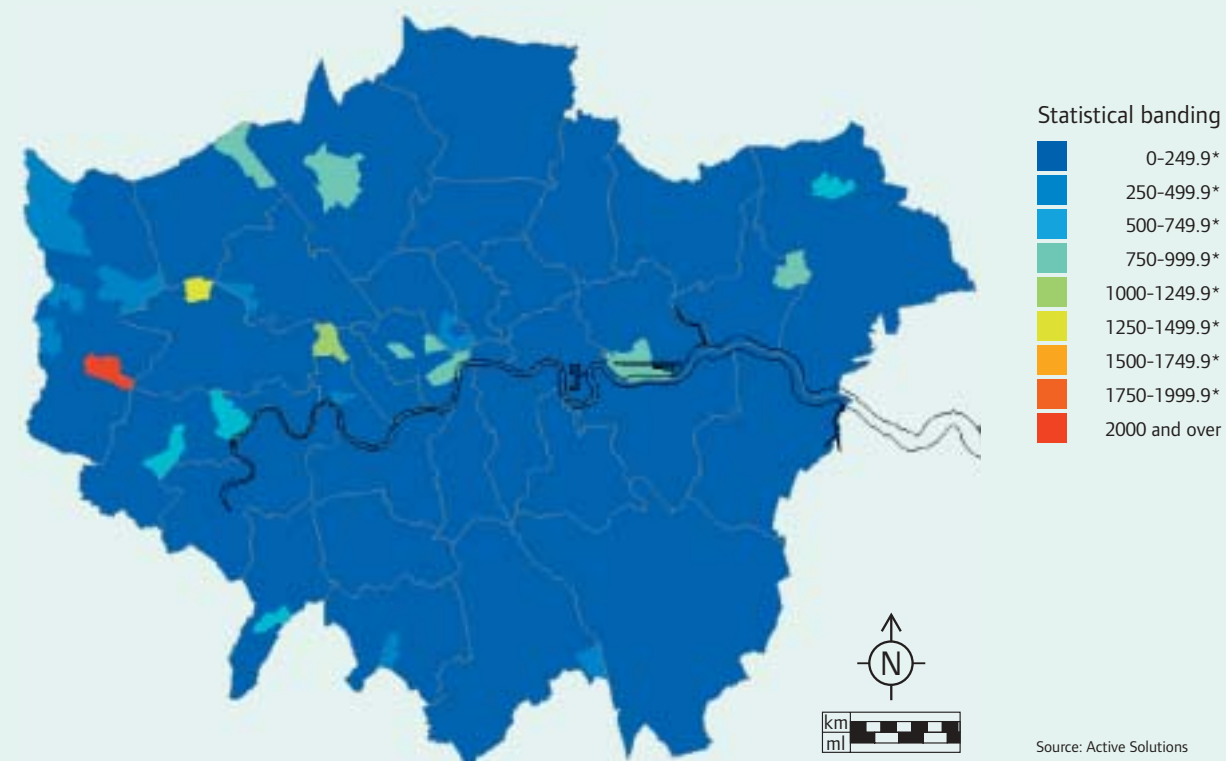 Statistical banding
0-249.9*
250-499.9*
500-749.9*
750-999.9*
1000-1249.9*
1250-1499.9*
1500-1749.9*
1750-1999.9*
2000 and over
N
km
ml
Source: Active Solutions